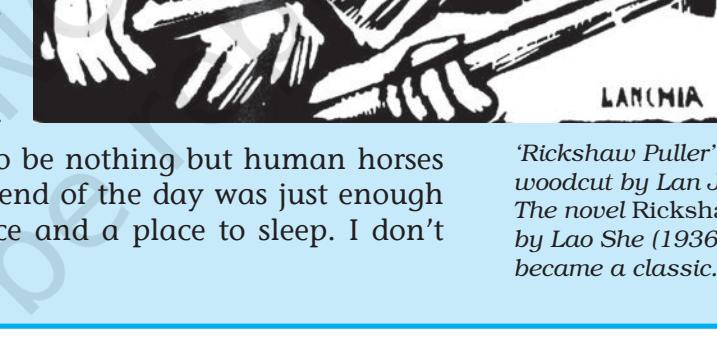 LANCHIA
o be nothing but human horses
end of the day was just enough
ce and a place to sleep. I don't
'Rickshaw Puller'
woodcut by Lan J
The novel Ricksha
by Lao She (1936
became a classic.
be r